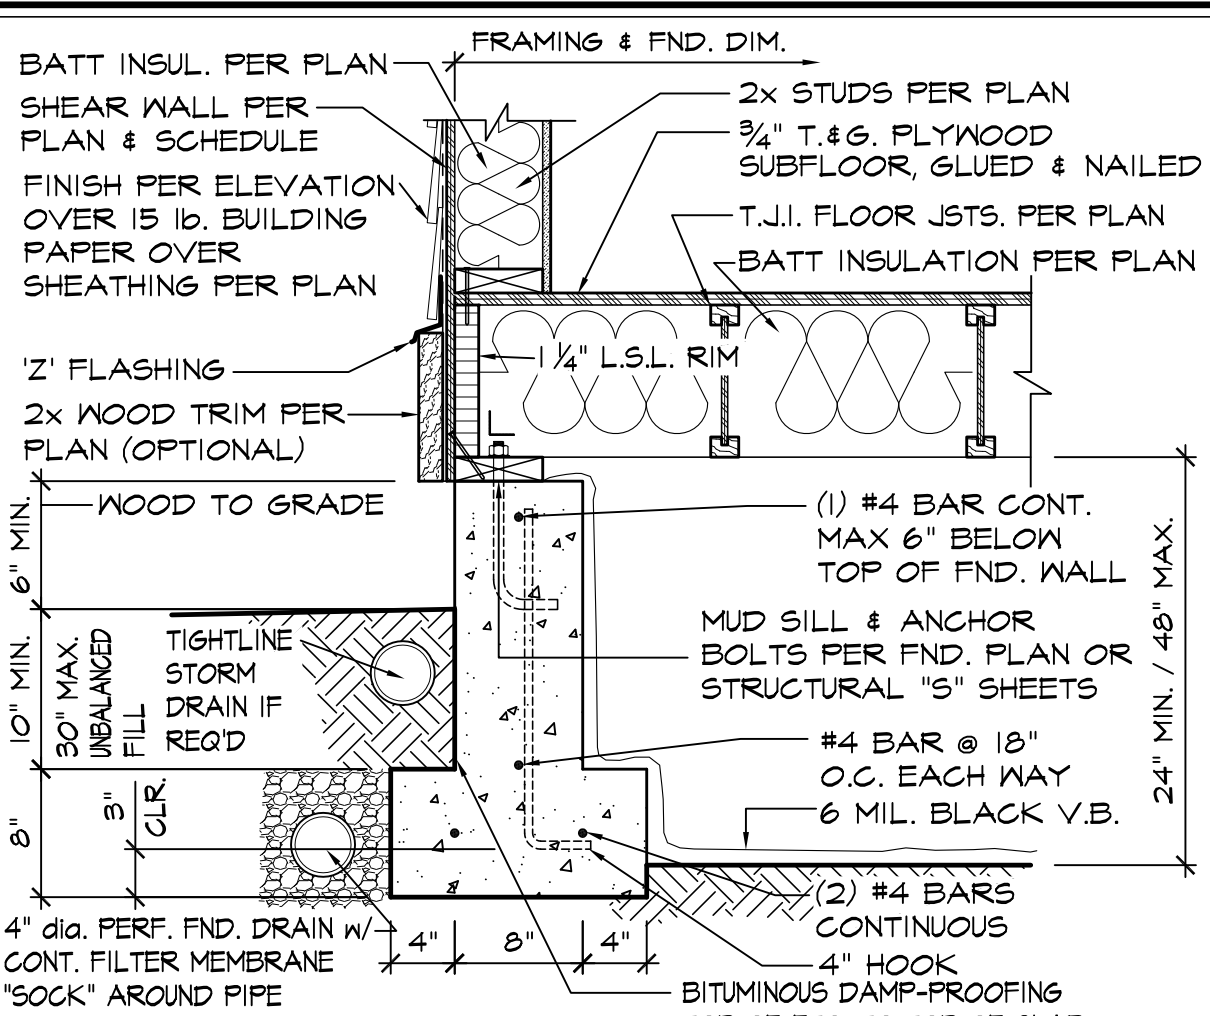 FRAMING & FND. DIM.
BATT INSUL. PER PLAN
SHEAR WALL PER
PLAN & SCHEDULE
FINISH PER ELEVATION
OVER 15 lb. BUILDING
PAPER OVER
SHEATHING PER PLAN
'Z' FLASHING
2x WOOD TRIM PER
PLAN (OPTIONAL)
WOOD TO GRADE
6" MIN.
10" MIN.
30" MAX.
UNBALANCED
FILL
TIGHTLINE
STORM
DRAIN IF
REQ'D
8"
3"
CLR.
4" dia. PERF. FND. DRAIN w/
CONT. FILTER MEMBRANE
"SOCK" AROUND PIPE
4"
8"
4"
2x STUDS PER PLAN
3/4" T.&G. PLYWOOD
SUBFLOOR, GLUED & NAILED
T.J.I. FLOOR JSTS. PER PLAN
BATT INSULATION PER PLAN
1 1/4" L.S.L. RIM
(1) #4 BAR CONT.
MAX 6" BELOW
TOP OF FND. WALL
MUD SILL & ANCHOR
BOLTS PER FND. PLAN OR
STRUCTURAL "S" SHEETS
#4 BAR @ 18"
O.C. EACH WAY
6 MIL. BLACK V.B.
24" MIN. / 48" MAX.
(2) #4 BARS
CONTINUOUS
4" HOOK
BITUMINOUS DAMP-PROOFING